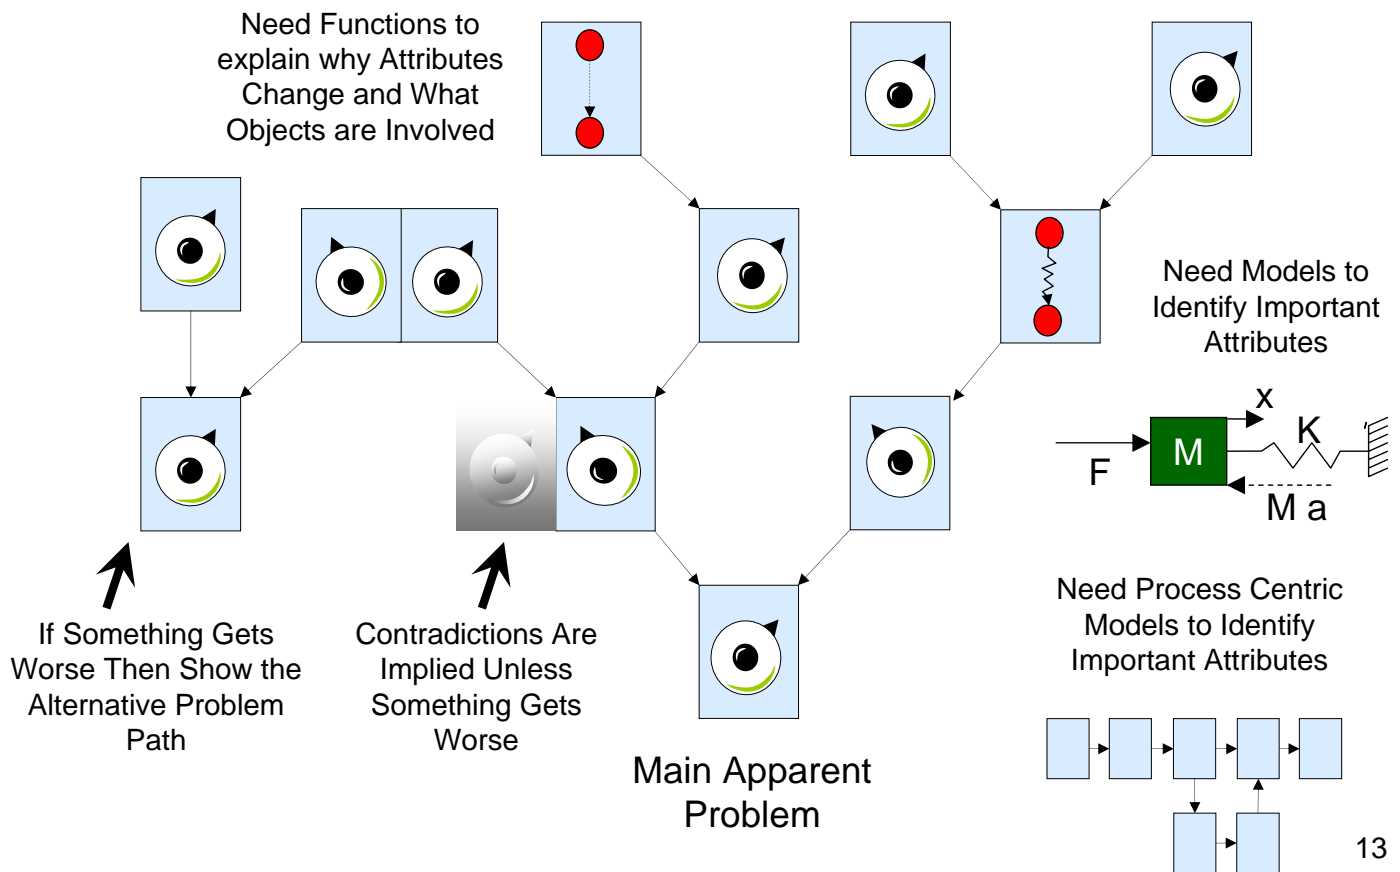 Need Functions to
explain why Attributes
Change and What
Objects are Involved
Need Models to
Identify Important
Attributes
x
K
M
F
M a
If Something Gets
Worse Then Show the
Alternative Problem
Path
Contradictions Are
Implied Unless
Something Gets
Worse
Need Process Centric
Models to Identify
Important Attributes
Main Apparent
Problem
13